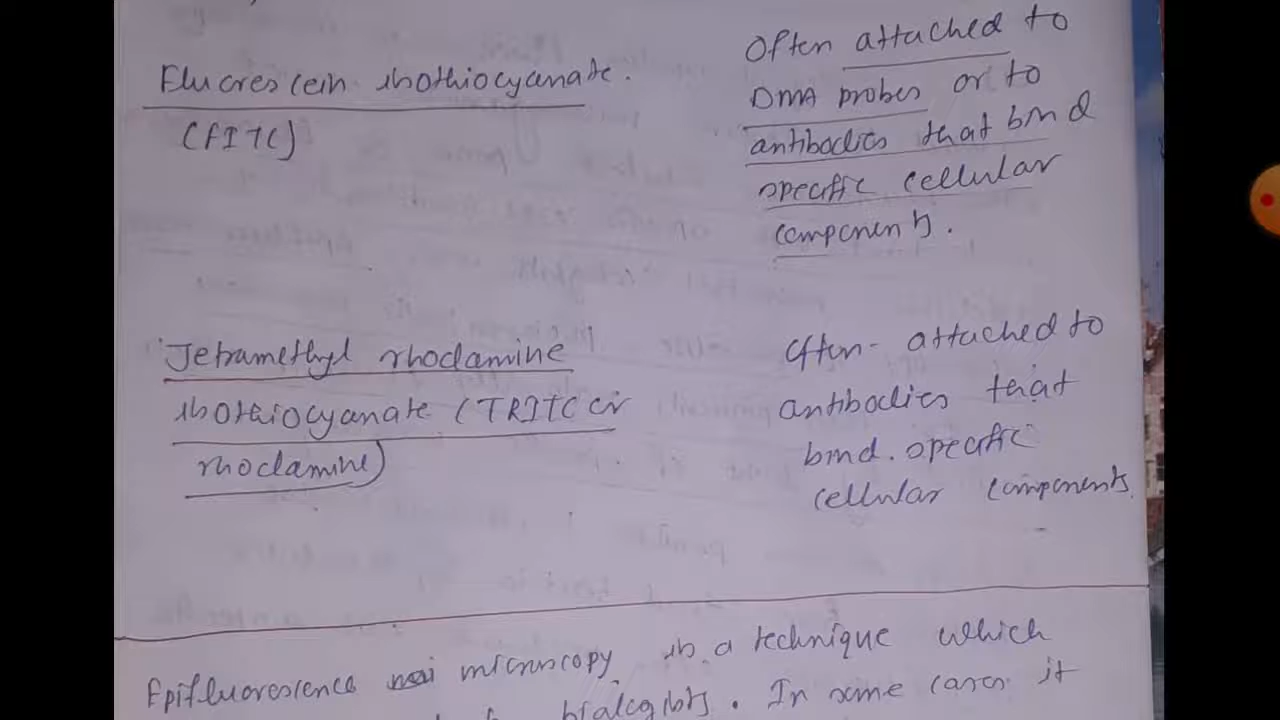 Fluorescein isothiocyanate.
(FITC)
Often attached to
DNA probes or to
antibodies that bind
specific cellular
components.
Tetramethyl rhodamine
isothiocyanate (TRITC or
rhodamine)
Often attached to
antibodies that
bind specific
cellular components.
Epifluorescence microscopy is a technique which
biologists. In some cases it